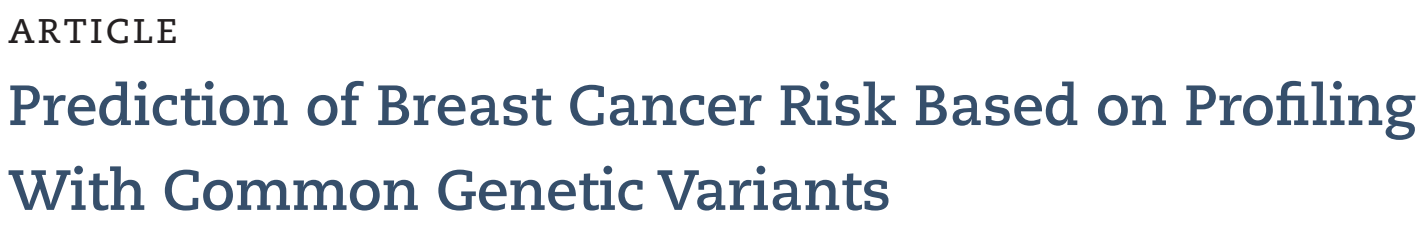 ARTICLE
Prediction of Breast Cancer Risk Based on Profiling
With Common Genetic Variants